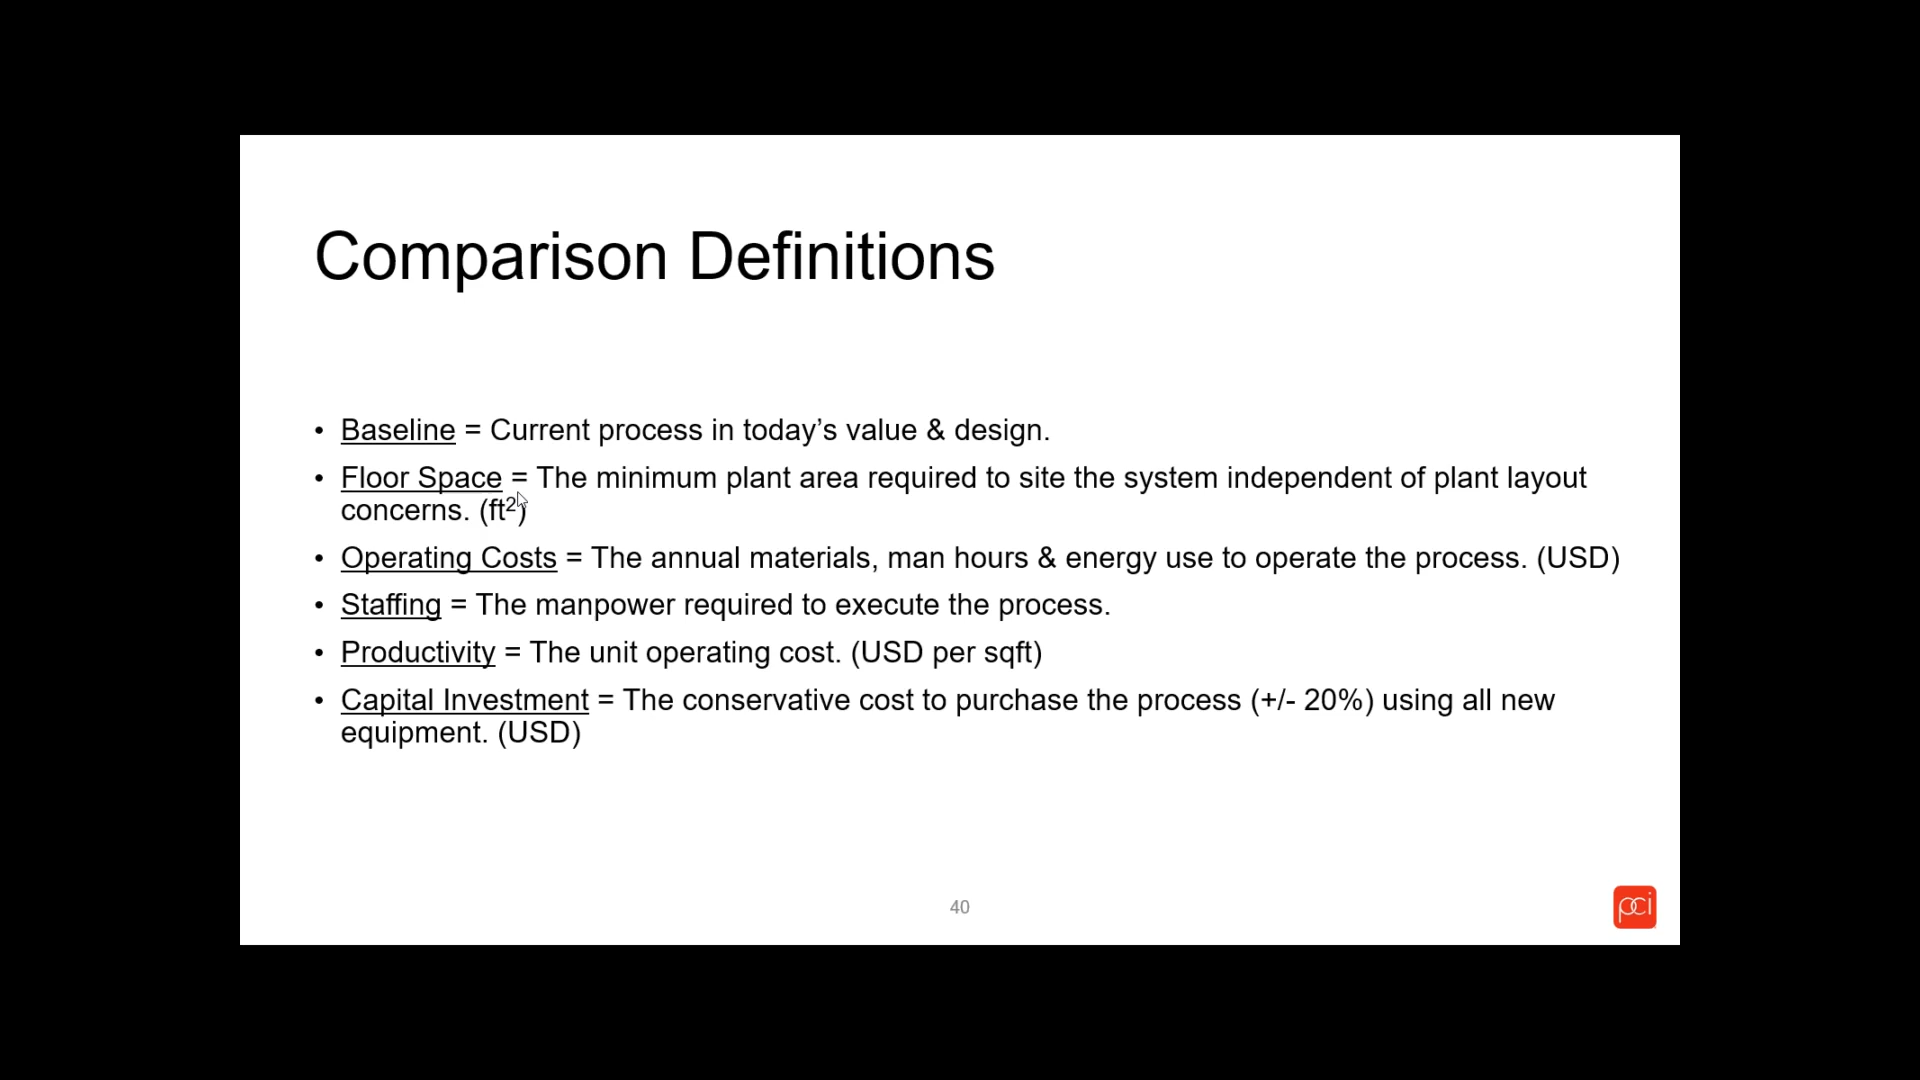 Comparison Definitions
• Baseline = Current process in today’s value & design.
• Floor Space = The minimum plant area required to site the system independent of plant layout
concerns. (ft²)
• Operating Costs = The annual materials, man hours & energy use to operate the process. (USD)
• Staffing = The manpower required to execute the process.
• Productivity = The unit operating cost. (USD per sqft)
• Capital Investment = The conservative cost to purchase the process (+/- 20%) using all new
equipment. (USD)
40
pci